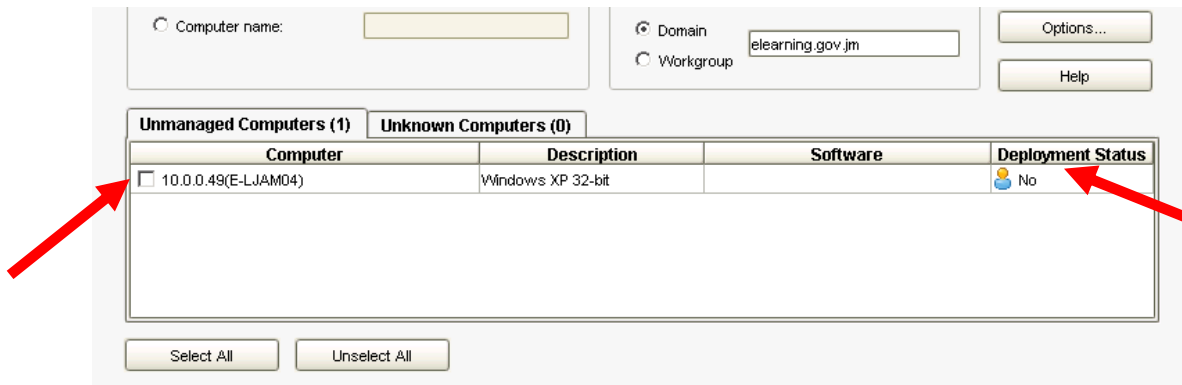 Computer name:
Domain
elearning.gov.jm
Workgroup
Options...
Help
Unmanaged Computers (1)
Unknown Computers (0)
Computer
Description
Software
Deployment Status
10.0.0.49(E-LJAM04)
Windows XP 32-bit
No
Select All
Unselect All